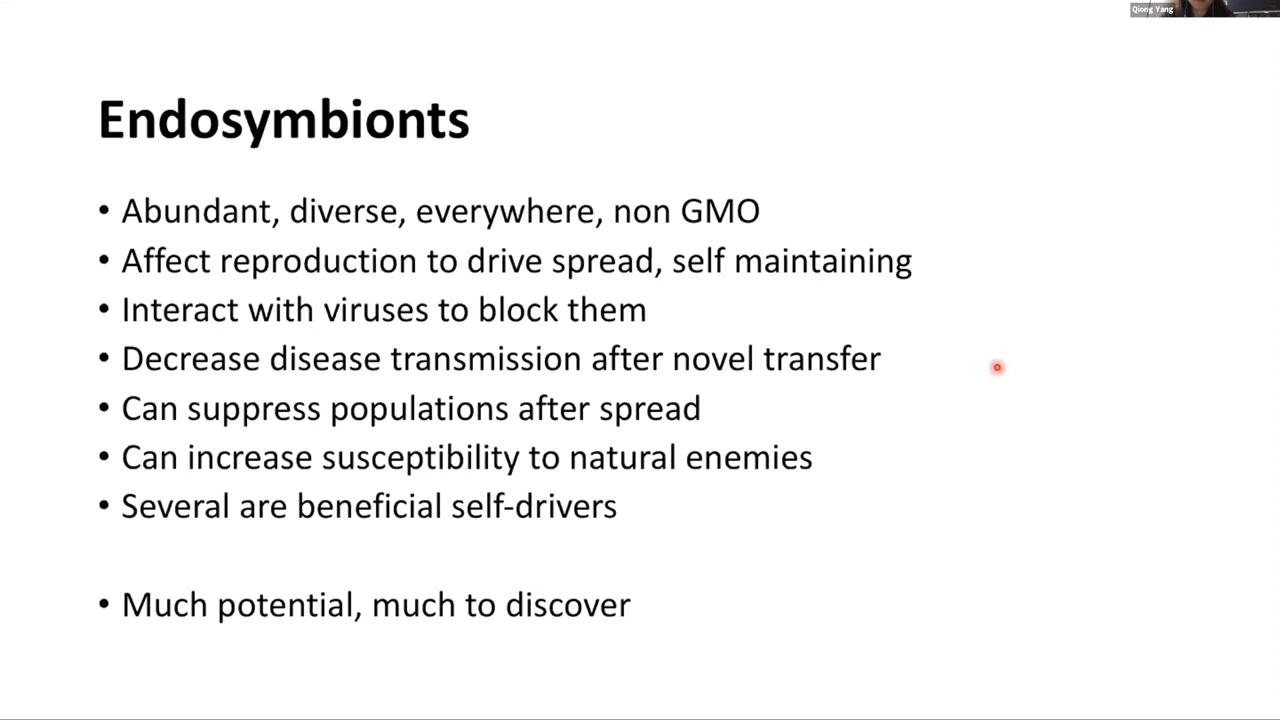 Qiong Yang
Endosymbionts
• Abundant, diverse, everywhere, non GMO
• Affect reproduction to drive spread, self maintaining
• Interact with viruses to block them
• Decrease disease transmission after novel transfer
• Can suppress populations after spread
• Can increase susceptibility to natural enemies
• Several are beneficial self-drivers
• Much potential, much to discover